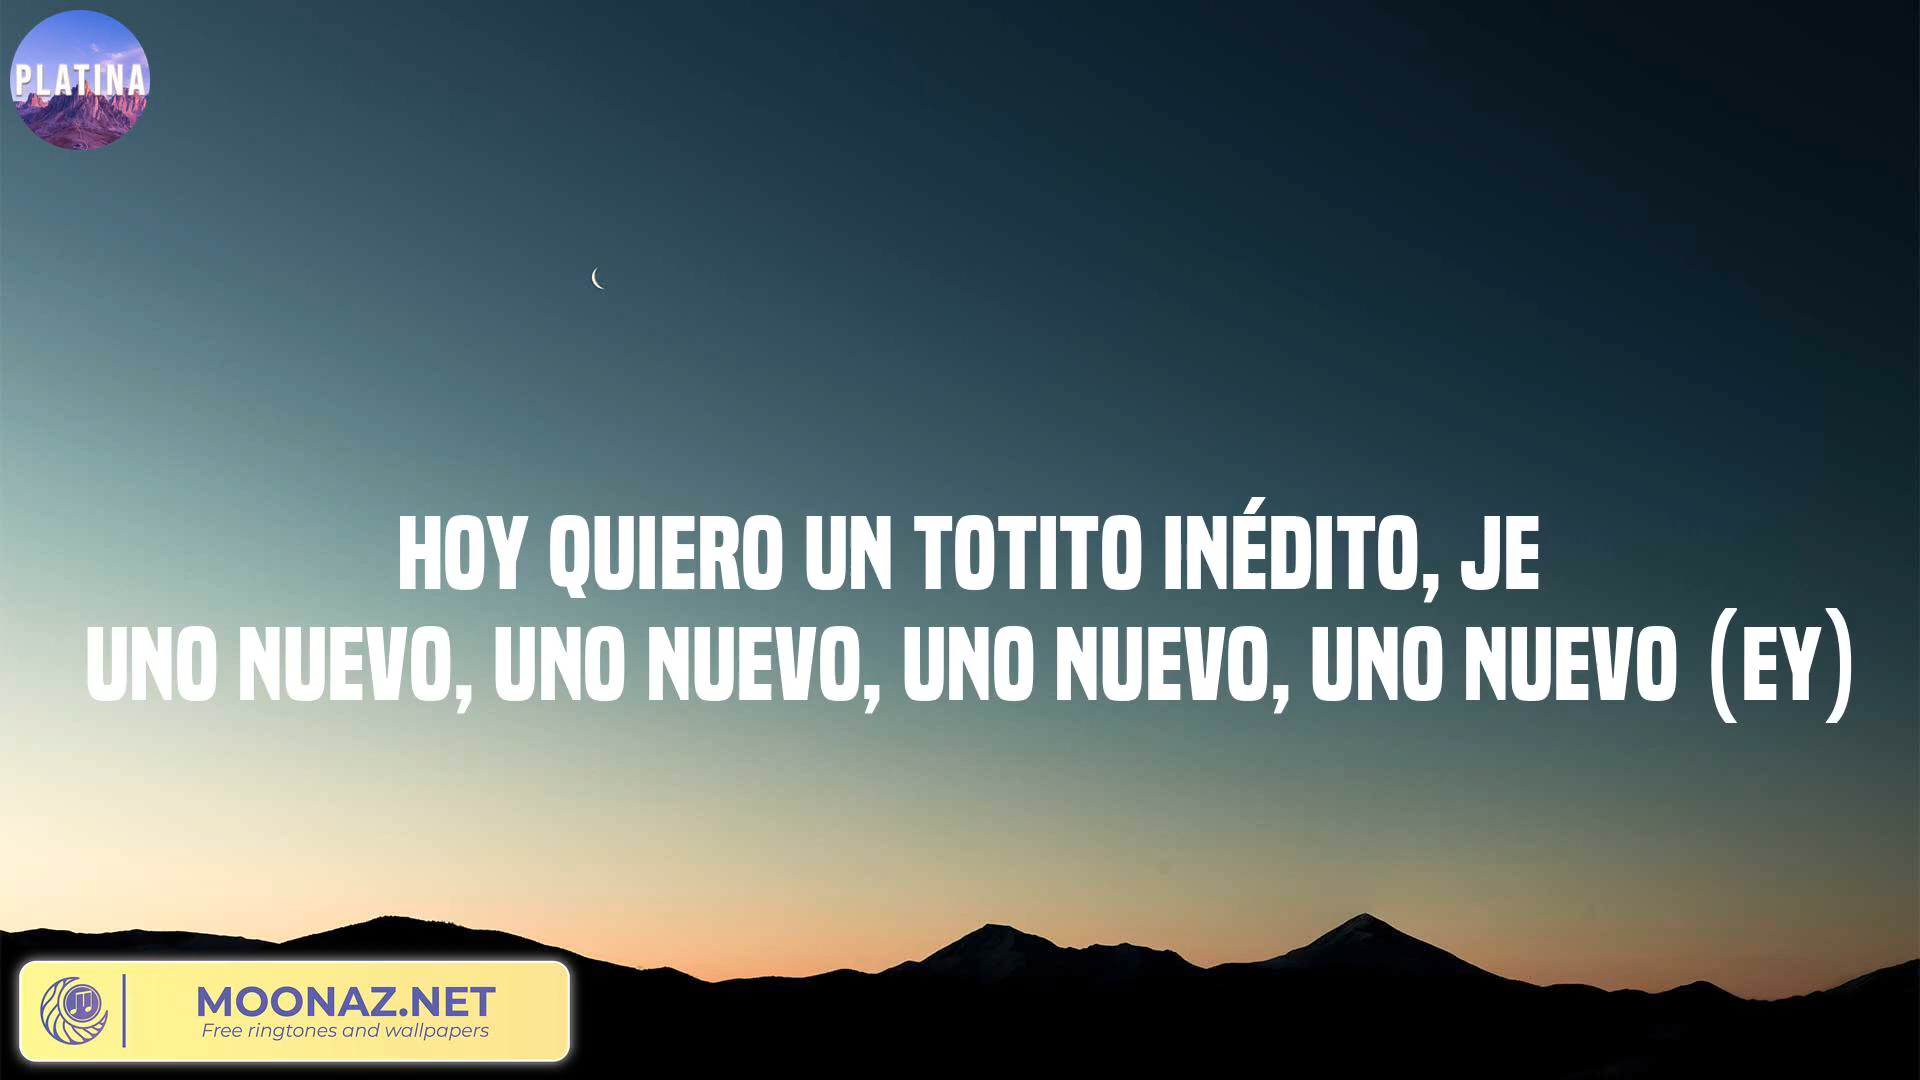 PLATINA
HOY QUIERO UN TOTITO INÉDITO, JE
UNO NUEVO, UNO NUEVO, UNO NUEVO, UNO NUEVO (EY)
MOONAZ.NET
Free ringtones and wallpapers